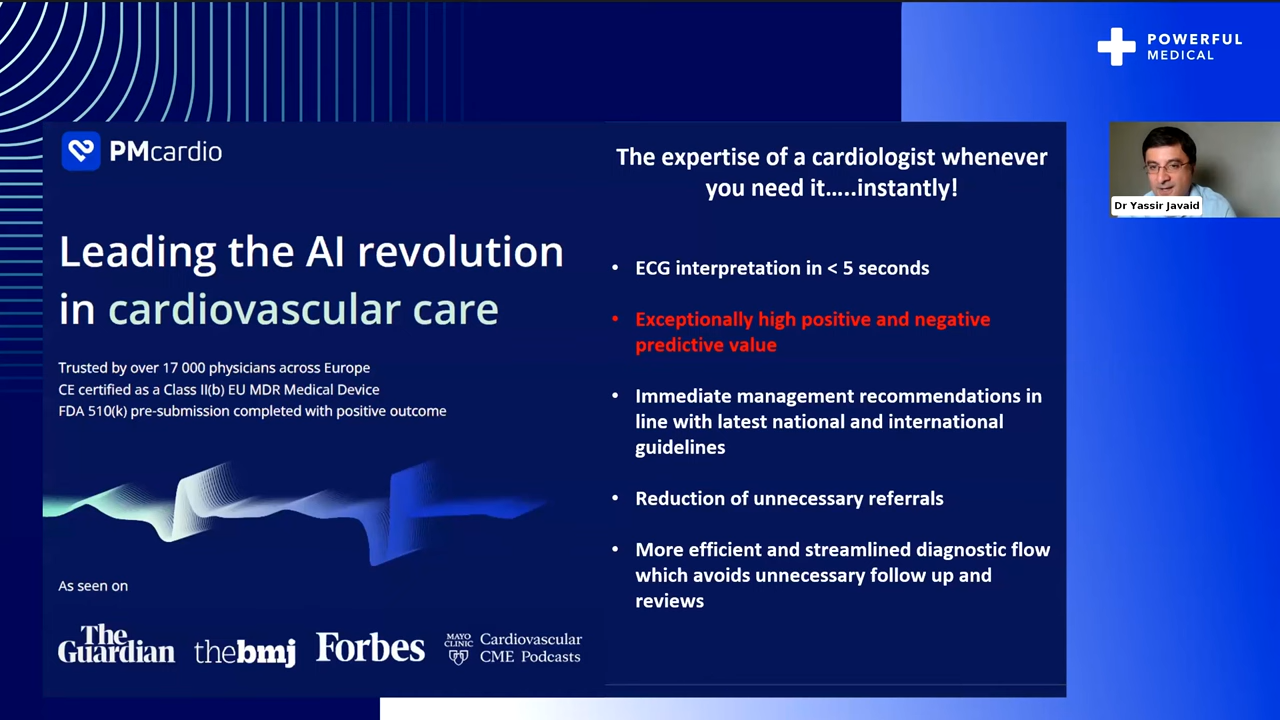 POWERFUL
MEDICAL
PMcardio
Leading the AI revolution
in cardiovascular care
Trusted by over 17 000 physicians across Europe
CE certified as a Class II(b) EU MDR Medical Device
FDA 510(k) pre-submission completed with positive outcome
As seen on
The
Guardian
thebmj
Forbes
MAYO
CLINIC
Cardiovascular
CME Podcasts
The expertise of a cardiologist whenever
you need it.....instantly!
• ECG interpretation in < 5 seconds
• Exceptionally high positive and negative
predictive value
• Immediate management recommendations in
line with latest national and international
guidelines
• Reduction of unnecessary referrals
• More efficient and streamlined diagnostic flow
which avoids unnecessary follow up and
reviews
Dr Yassir Javaid